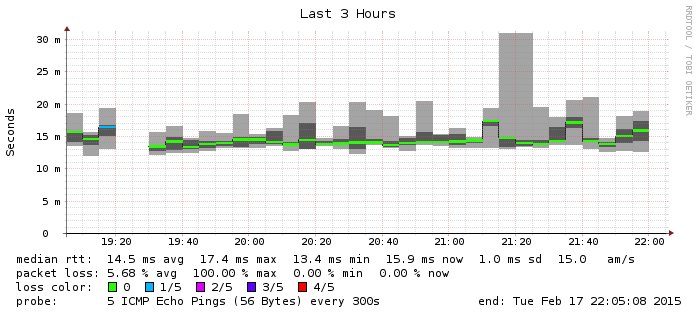 Last 3 Hours
RRDTOOL / TOBI OETIKER
Seconds
30 m
25 m
20 m
15 m
10 m
5 m
0
19:20 19:40 20:00 20:20 20:40 21:00 21:20 21:40 22:00
median rtt: 14.5 ms avg 17.4 ms max 13.4 ms min 15.9 ms now 1.0 ms sd 15.0 am/s
packet loss: 5.68 % avg 100.00 % max 0.00 % min 0.00 % now
loss color: 0 1/5 2/5 3/5 4/5
probe: 5 ICMP Echo Pings (56 Bytes) every 300s end: Tue Feb 17 22:05:08 2015